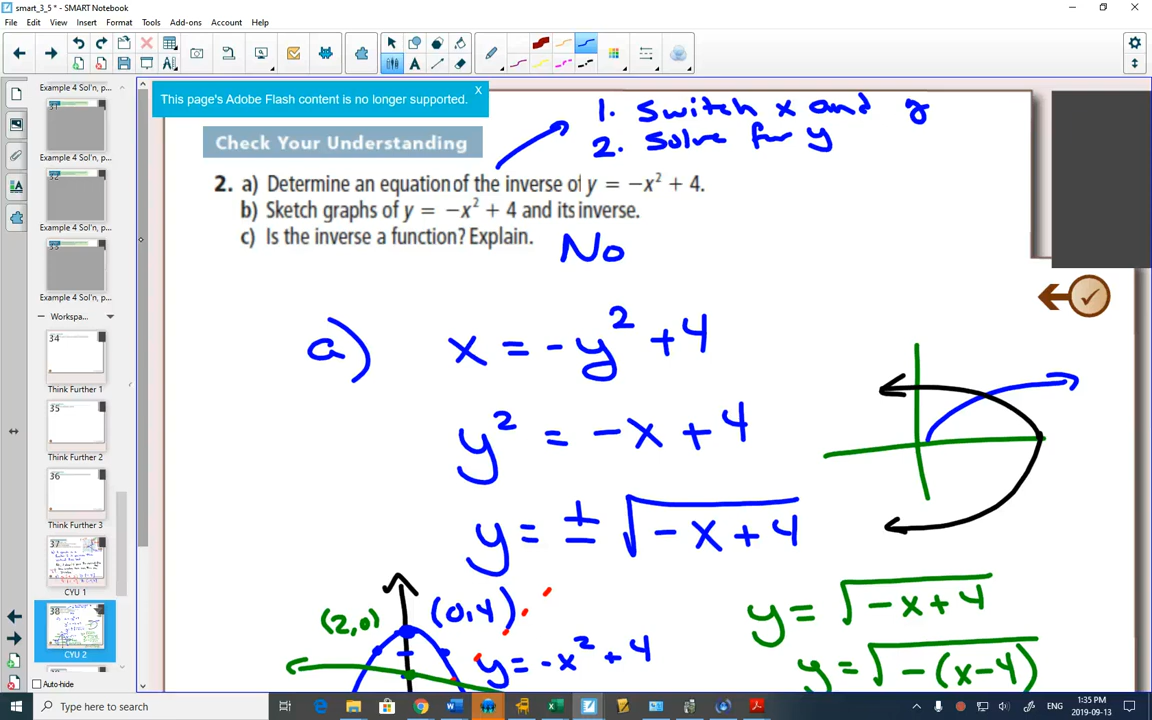 smart_3_5 * - SMART Notebook
File Edit View Insert Format Tools Add-ons Account Help
Example 4 Sol'n, p...
Example 4 Sol'n, p...
Example 4 Sol'n, p...
Example 4 Sol'n, p...
Workspa...
34
Think Further 1
35
Think Further 2
36
Think Further 3
37
CYU 1
38
CYU 2
Auto-hide
This page's Adobe Flash content is no longer supported. X
1. Switch x and y
2. Solve for y
Check Your Understanding
2. a) Determine an equation of the inverse of y = −x² + 4.
b) Sketch graphs of y = −x² + 4 and its inverse.
c) Is the inverse a function? Explain.
No
a) x = -y² + 4
y² = -x + 4
y = ± √-x + 4
(2,0) (0,4)
y = -x² + 4
y = √-x + 4
y = √-(x-4)
Type here to search
ENG
1:35 PM
2019-09-13